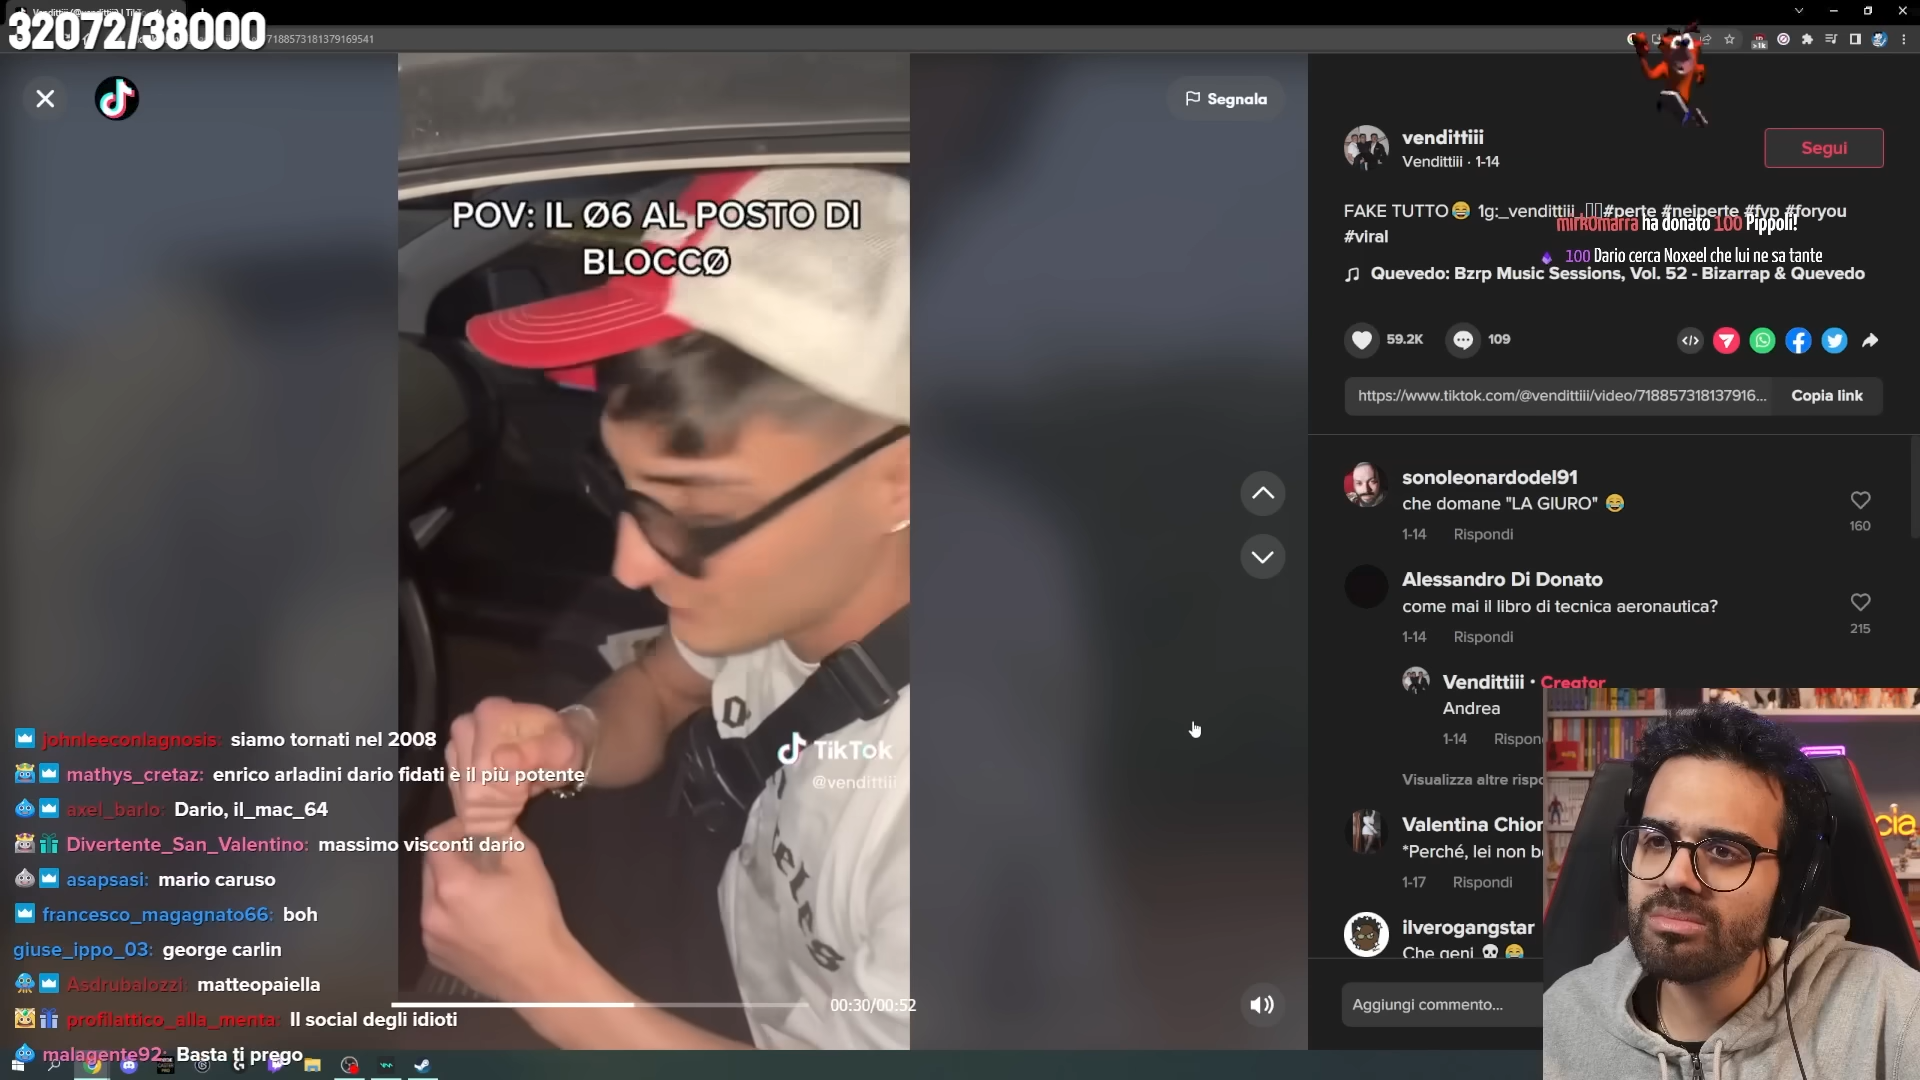 32072/38000
7188573181379169541
Segnala
POV: IL Ø6 AL POSTO DI
BLOCCØ
TikTok
@vendittiii
00:30/00:52
vendittiii
Vendittiii · 1-14
Segui
FAKE TUTTO😂 1g:_vendittiii_ #perte #neiperte #fyp #foryou
#viral
mirk0marra ha donato 100 Pippoli!
100 Dario cerca Noxeel che lui ne sa tante
Quevedo: Bzrp Music Sessions, Vol. 52 - Bizarrap & Quevedo
59.2K
109
https://www.tiktok.com/@vendittiii/video/718857318137916...
Copia link
sonoleonardodel91
che domane "LA GIURO" 😂
160
1-14 Rispondi
Alessandro Di Donato
come mai il libro di tecnica aeronautica?
215
1-14 Rispondi
Vendittiii · Creator
Andrea
1-14 Rispon
Visualizza altre rispo
Valentina Chior
*Perché, lei non b
1-17 Rispondi
ilverogangstar
Che geni 💀😂
Aggiungi commento...
johnleeconlagnosis: siamo tornati nel 2008
mathys_cretaz: enrico arladini dario fidati è il più potente
axel_barlo: Dario, il_mac_64
Divertente_San_Valentino: massimo visconti dario
asapsasi: mario caruso
francesco_magagnato66: boh
giuse_ippo_03: george carlin
Asdrubalozzi: matteopaiella
profilattico_alla_menta: Il social degli idioti
malagente92: Basta ti prego